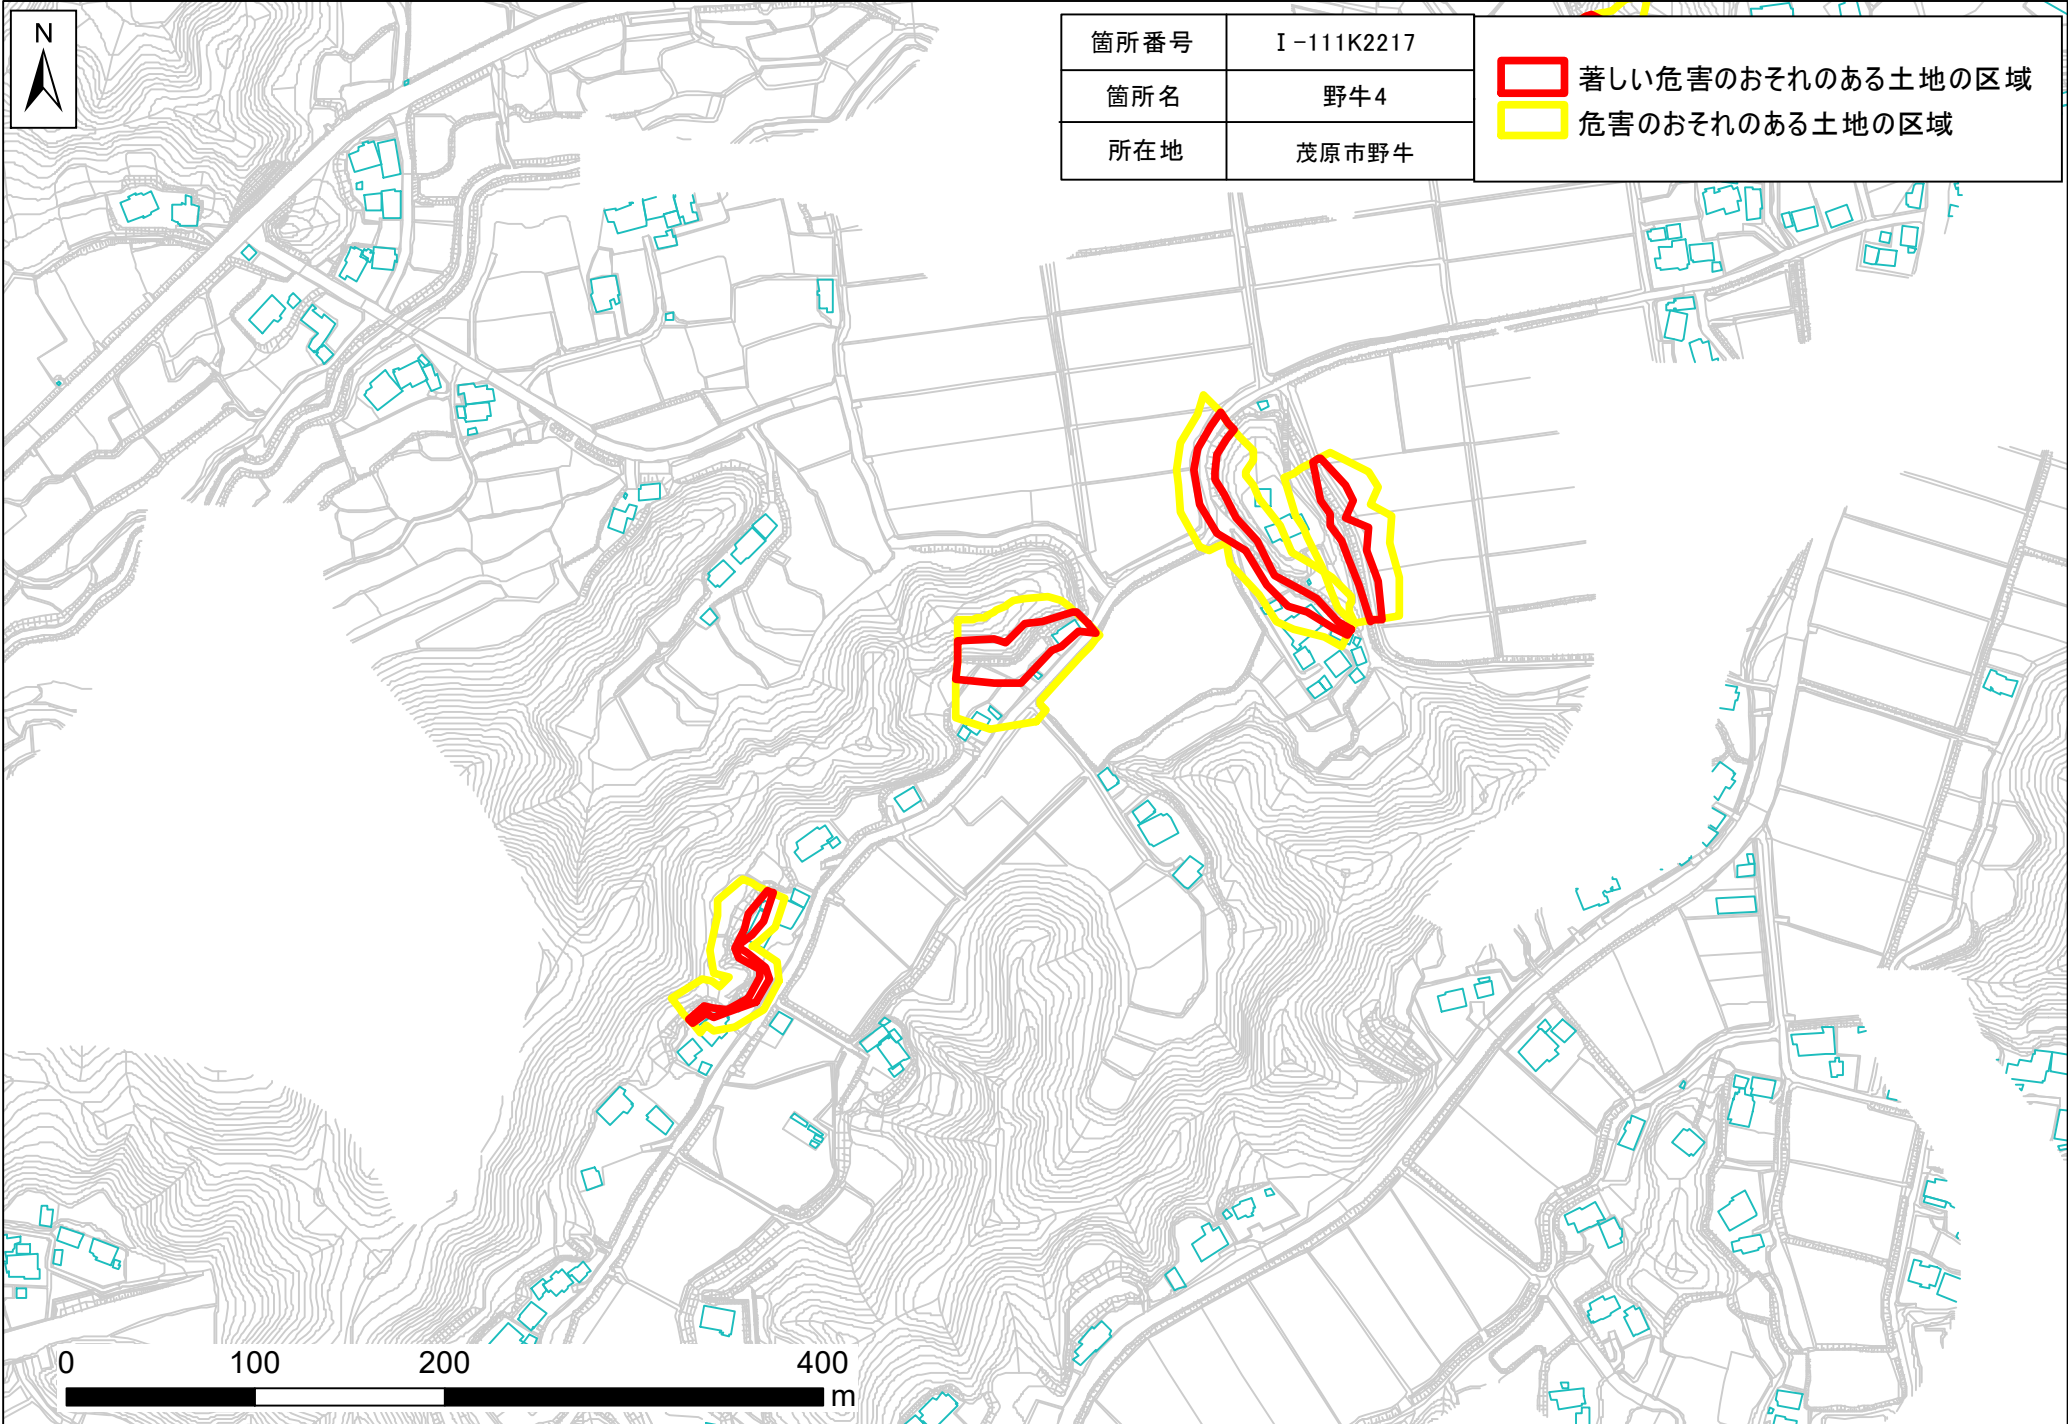 N
箇所番号 Ⅰ-111K2217
箇所名 野牛4
所在地 茂原市野牛
著しい危害のおそれのある土地の区域
危害のおそれのある土地の区域
0 100 200 400
m